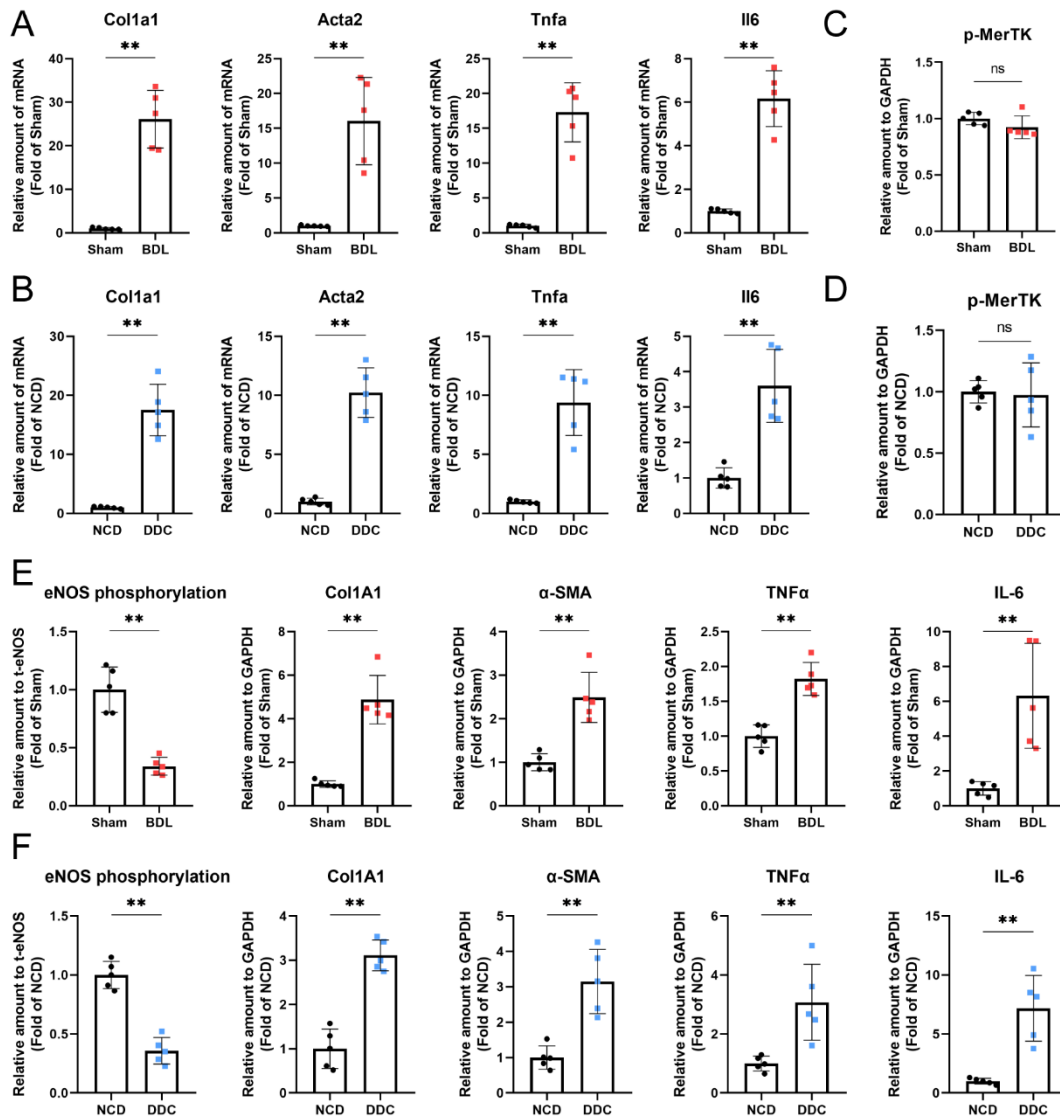 A
Col1a1
**
Relative amount of mRNA
(Fold of Sham)
40
30
20
10
0
Sham BDL
Acta2
**
Relative amount of mRNA
(Fold of Sham)
25
20
15
10
5
0
Sham BDL
Tnfa
**
Relative amount of mRNA
(Fold of Sham)
25
20
15
10
5
0
Sham BDL
Il6
**
Relative amount of mRNA
(Fold of Sham)
8
6
4
2
0
Sham BDL
C
p-MerTK
ns
Relative amount to GAPDH
(Fold of Sham)
1.5
1.0
0.5
0.0
Sham BDL
B
Col1a1
**
Relative amount of mRNA
(Fold of NCD)
30
20
10
0
NCD DDC
Acta2
**
Relative amount of mRNA
(Fold of NCD)
15
10
5
0
NCD DDC
Tnfa
**
Relative amount of mRNA
(Fold of NCD)
15
10
5
0
NCD DDC
Il6
**
Relative amount of mRNA
(Fold of NCD)
5
4
3
2
1
0
NCD DDC
D
p-MerTK
ns
Relative amount to GAPDH
(Fold of NCD)
1.5
1.0
0.5
0.0
NCD DDC
E
eNOS phosphorylation
**
Relative amount to t-eNOS
(Fold of Sham)
1.5
1.0
0.5
0.0
Sham BDL
Col1A1
**
Relative amount to GAPDH
(Fold of Sham)
8
6
4
2
0
Sham BDL
α-SMA
**
Relative amount to GAPDH
(Fold of Sham)
4
3
2
1
0
Sham BDL
TNFα
**
Relative amount to GAPDH
(Fold of Sham)
2.5
2.0
1.5
1.0
0.5
0.0
Sham BDL
IL-6
**
Relative amount to GAPDH
(Fold of Sham)
10
8
6
4
2
0
Sham BDL
F
eNOS phosphorylation
**
Relative amount to t-eNOS
(Fold of NCD)
1.5
1.0
0.5
0.0
NCD DDC
Col1A1
**
Relative amount to GAPDH
(Fold of NCD)
4
3
2
1
0
NCD DDC
α-SMA
**
Relative amount to GAPDH
(Fold of NCD)
5
4
3
2
1
0
NCD DDC
TNFα
**
Relative amount to GAPDH
(Fold of NCD)
6
4
2
0
NCD DDC
IL-6
**
Relative amount to GAPDH
(Fold of NCD)
15
10
5
0
NCD DDC